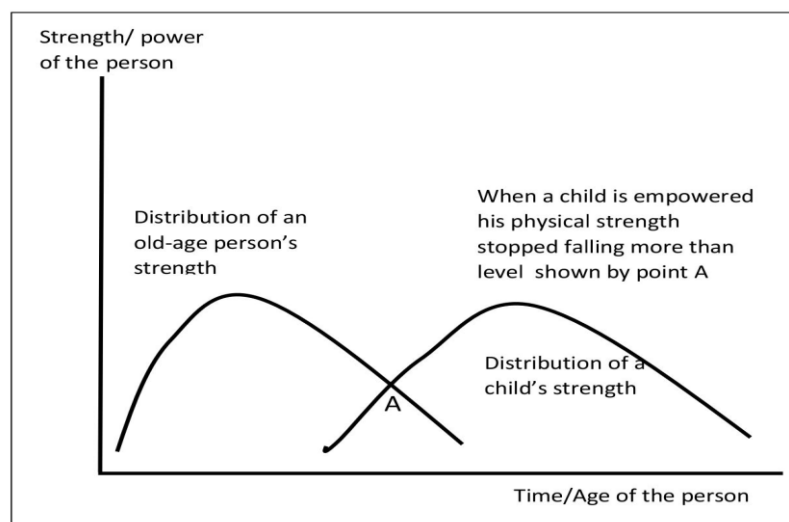 Strength/ power
of the person
Distribution of an
old-age person's
strength
When a child is empowered
his physical strength
stopped falling more than
level shown by point A
Distribution of a
child's strength
A
Time/Age of the person